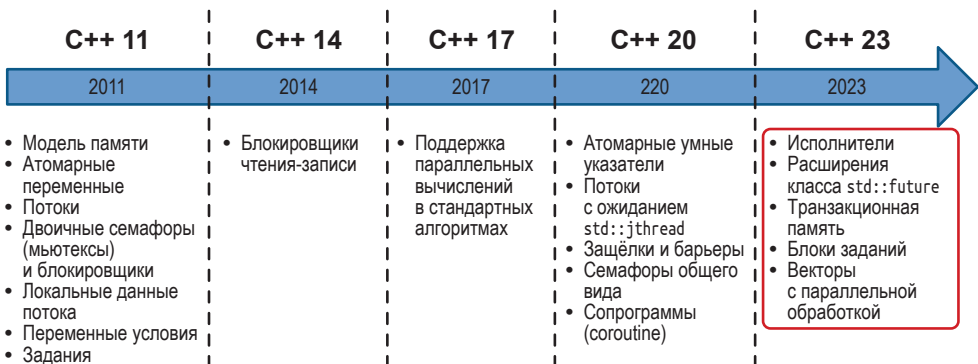 C++ 11
C++ 14
C++ 17
C++ 20
C++ 23
2011
2014
2017
220
2023
• Модель памяти
• Атомарные
переменные
• Потоки
• Двоичные семафоры
(мьютексы)
и блокировщики
• Локальные данные
потока
• Переменные условия
• Задания
• Блокировщики
чтения-записи
• Поддержка
параллельных
вычислений
в стандартных
алгоритмах
• Атомарные умные
указатели
• Потоки
с ожиданием
std::jthread
• Защёлки и барьеры
• Семафоры общего
вида
• Сопрограммы
(coroutine)
• Исполнители
• Расширения
класса std::future
• Транзакционная
память
• Блоки заданий
• Векторы
с параллельной
обработкой